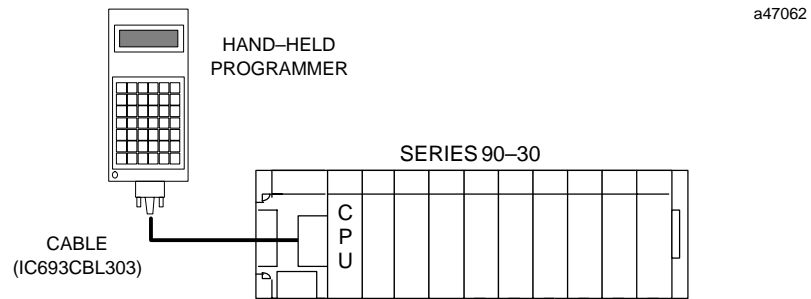 a47062
HAND–HELD
PROGRAMMER
SERIES 90–30
C
P
U
CABLE
(IC693CBL303)